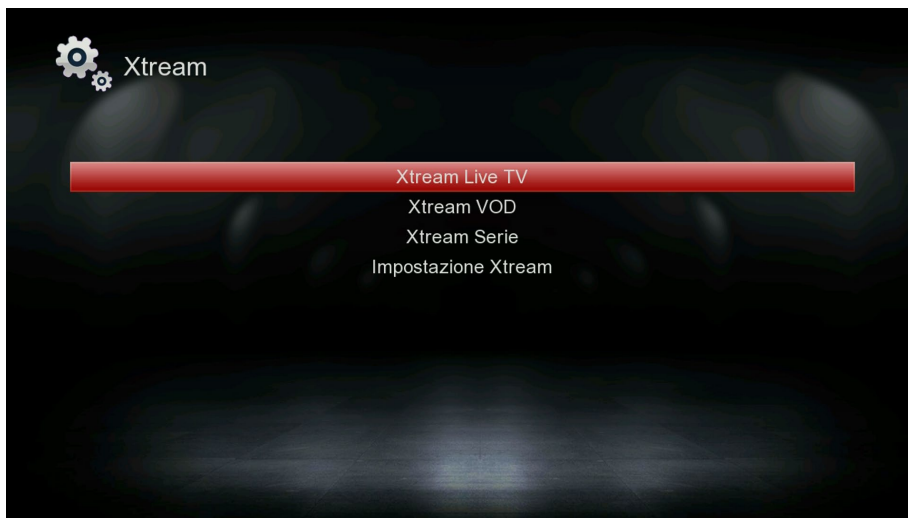 Xtream
Xtream Live TV
Xtream VOD
Xtream Serie
Impostazione Xtream